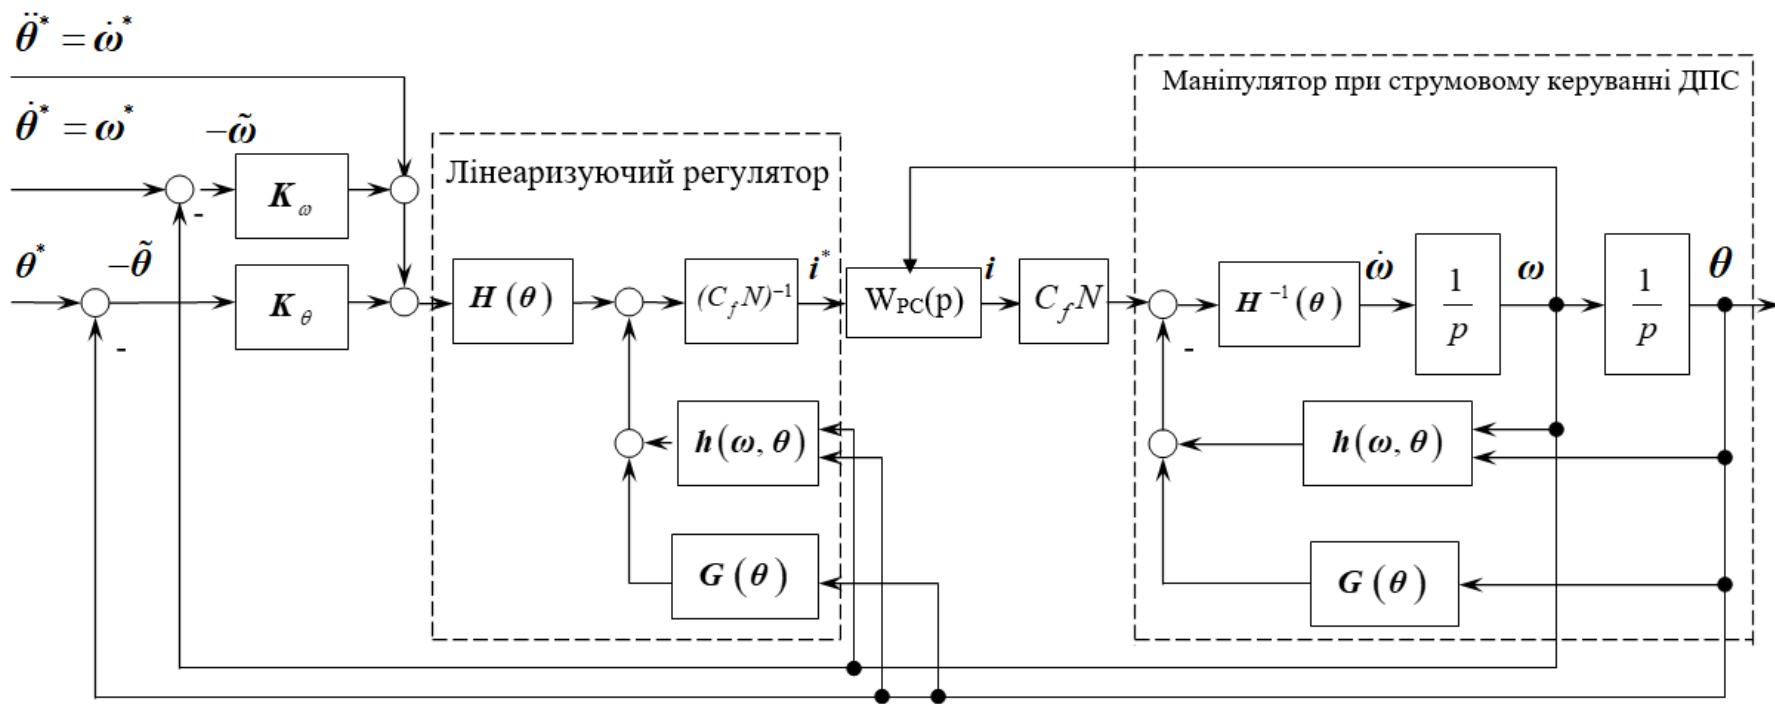 θ̈* = ω̇*
Маніпулятор при струмовому керуванні ДПС
θ̇* = ω*
−ω̃
Лінеаризуючий регулятор
K_ω
-
θ*
−θ̃
K_θ
-
H (θ)
(C_f N)⁻¹
i*
W_PC(p)
i
C_f N
-
H⁻¹(θ)
ω̇
1/p
ω
1/p
θ
h(ω, θ)
h(ω, θ)
G (θ)
G (θ)